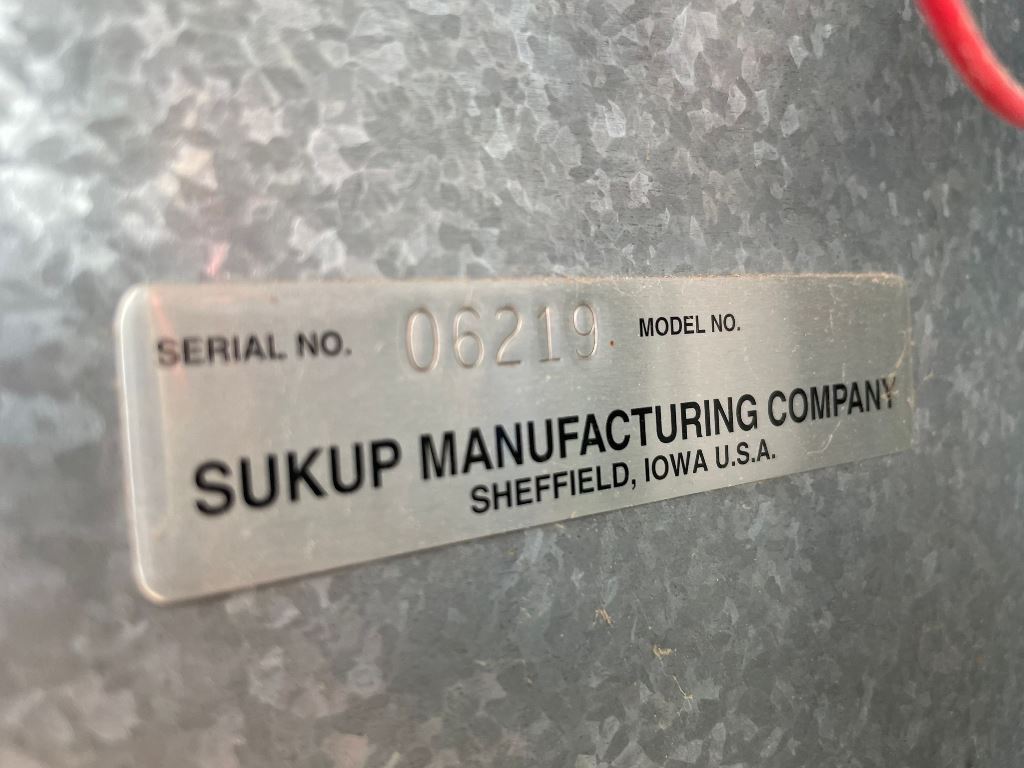 SERIAL NO. 06219 MODEL NO.
SUKUP MANUFACTURING COMPANY
SHEFFIELD, IOWA U.S.A.